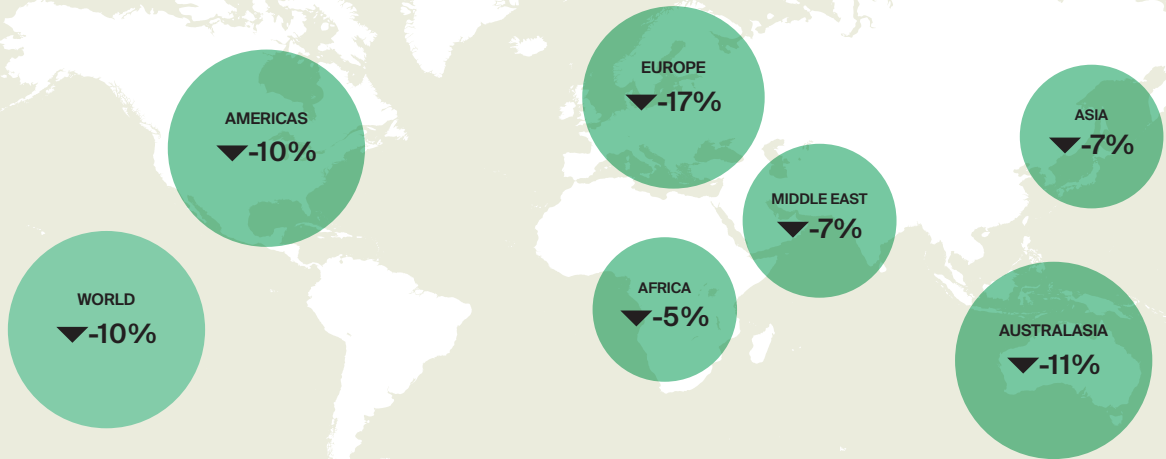 EUROPE
-17%
AMERICAS
-10%
ASIA
-7%
MIDDLE EAST
-7%
AFRICA
-5%
WORLD
-10%
AUSTRALASIA
-11%